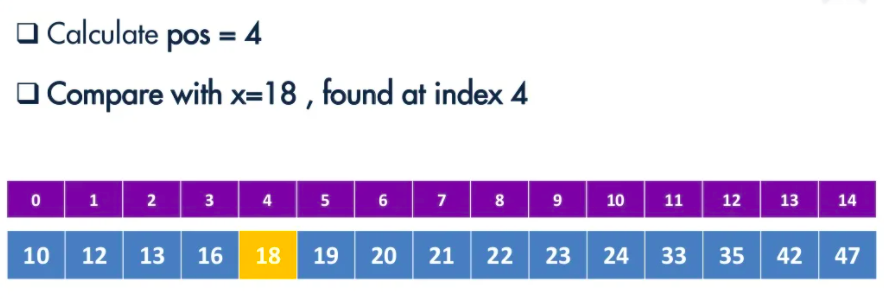 ❑ Calculate pos = 4
❑ Compare with x=18 , found at index 4
0 1 2 3 4 5 6 7 8 9 10 11 12 13 14
10 12 13 16 18 19 20 21 22 23 24 33 35 42 47